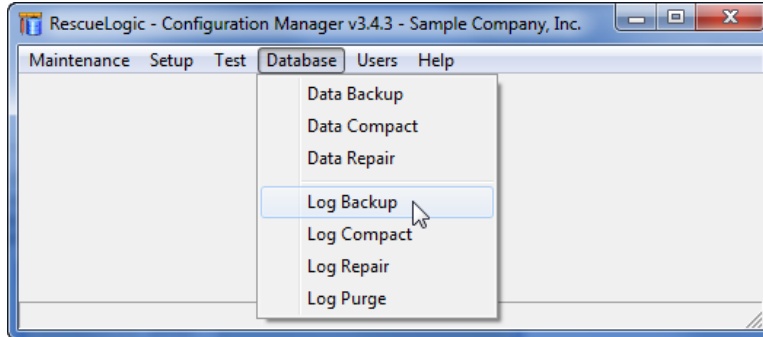 RescueLogic - Configuration Manager v3.4.3 - Sample Company, Inc.
Maintenance Setup Test Database Users Help
Data Backup
Data Compact
Data Repair
Log Backup
Log Compact
Log Repair
Log Purge